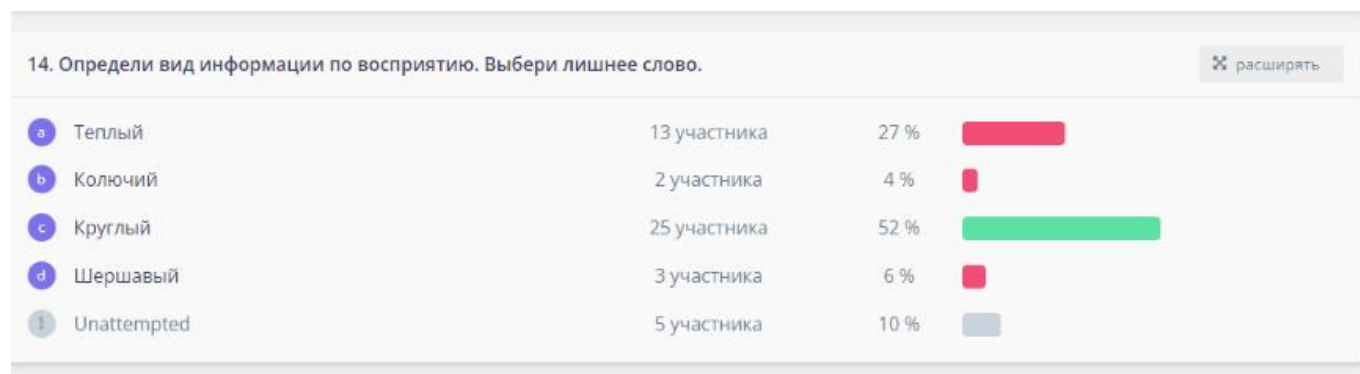 14. Определи вид информации по восприятию. Выбери лишнее слово. расширять
a Теплый 13 участника 27 %
b Колючий 2 участника 4 %
c Круглый 25 участника 52 %
d Шершавый 3 участника 6 %
! Unattempted 5 участника 10 %